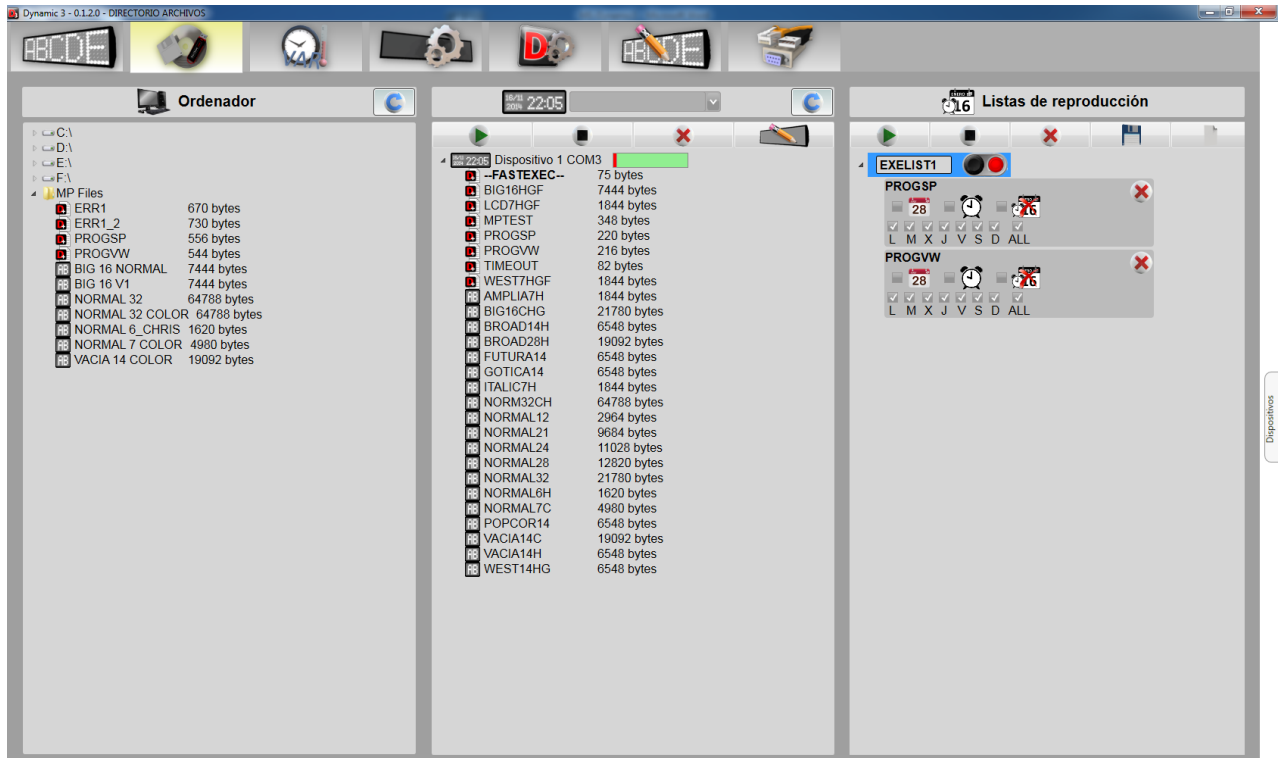 Dynamic 3 - 0.1.2.0 - DIRECTORIO ARCHIVOS
ABCDE
ABCDE
Ordenador
22:05
Listas de reproducción
16
C:\
D:\
E:\
F:\
MP Files
ERR1 670 bytes
ERR1_2 730 bytes
PROGSP 556 bytes
PROGVW 544 bytes
BIG 16 NORMAL 7444 bytes
BIG 16 V1 7444 bytes
NORMAL 32 64788 bytes
NORMAL 32 COLOR 64788 bytes
NORMAL 6_CHRIS 1620 bytes
NORMAL 7 COLOR 4980 bytes
VACIA 14 COLOR 19092 bytes
22:05 Dispositivo 1 COM3
--FASTEXEC-- 75 bytes
BIG16HGF 7444 bytes
LCD7HGF 1844 bytes
MPTEST 348 bytes
PROGSP 220 bytes
PROGVW 216 bytes
TIMEOUT 82 bytes
WEST7HGF 1844 bytes
AMPLIA7H 1844 bytes
BIG16CHG 21780 bytes
BROAD14H 6548 bytes
BROAD28H 19092 bytes
FUTURA14 6548 bytes
GOTICA14 6548 bytes
ITALIC7H 1844 bytes
NORM32CH 64788 bytes
NORMAL12 2964 bytes
NORMAL21 9684 bytes
NORMAL24 11028 bytes
NORMAL28 12820 bytes
NORMAL32 21780 bytes
NORMAL6H 1620 bytes
NORMAL7C 4980 bytes
POPCOR14 6548 bytes
VACIA14C 19092 bytes
VACIA14H 6548 bytes
WEST14HG 6548 bytes
EXELIST1
PROGSP
28
16
L M X J V S D ALL
PROGVW
28
16
L M X J V S D ALL
Dispositivos